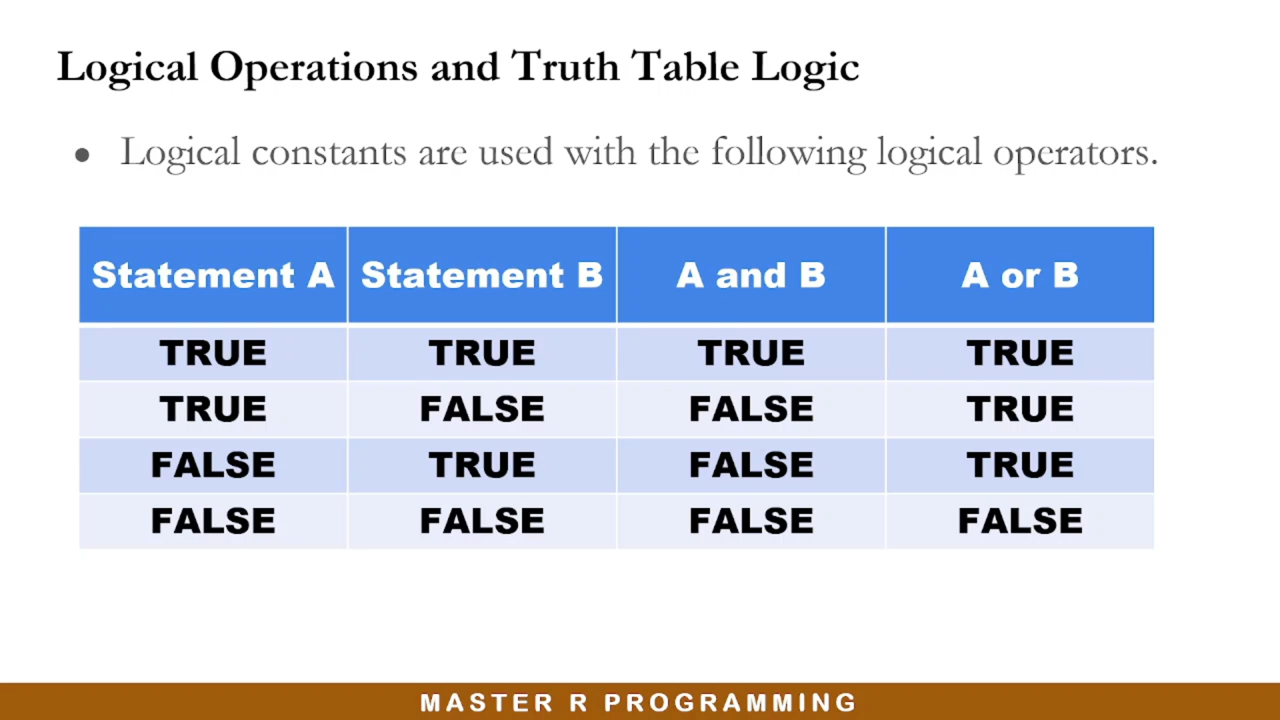 Logical Operations and Truth Table Logic
● Logical constants are used with the following logical operators.
Statement A Statement B A and B A or B
TRUE TRUE TRUE TRUE
TRUE FALSE FALSE TRUE
FALSE TRUE FALSE TRUE
FALSE FALSE FALSE FALSE
MASTER R PROGRAMMING